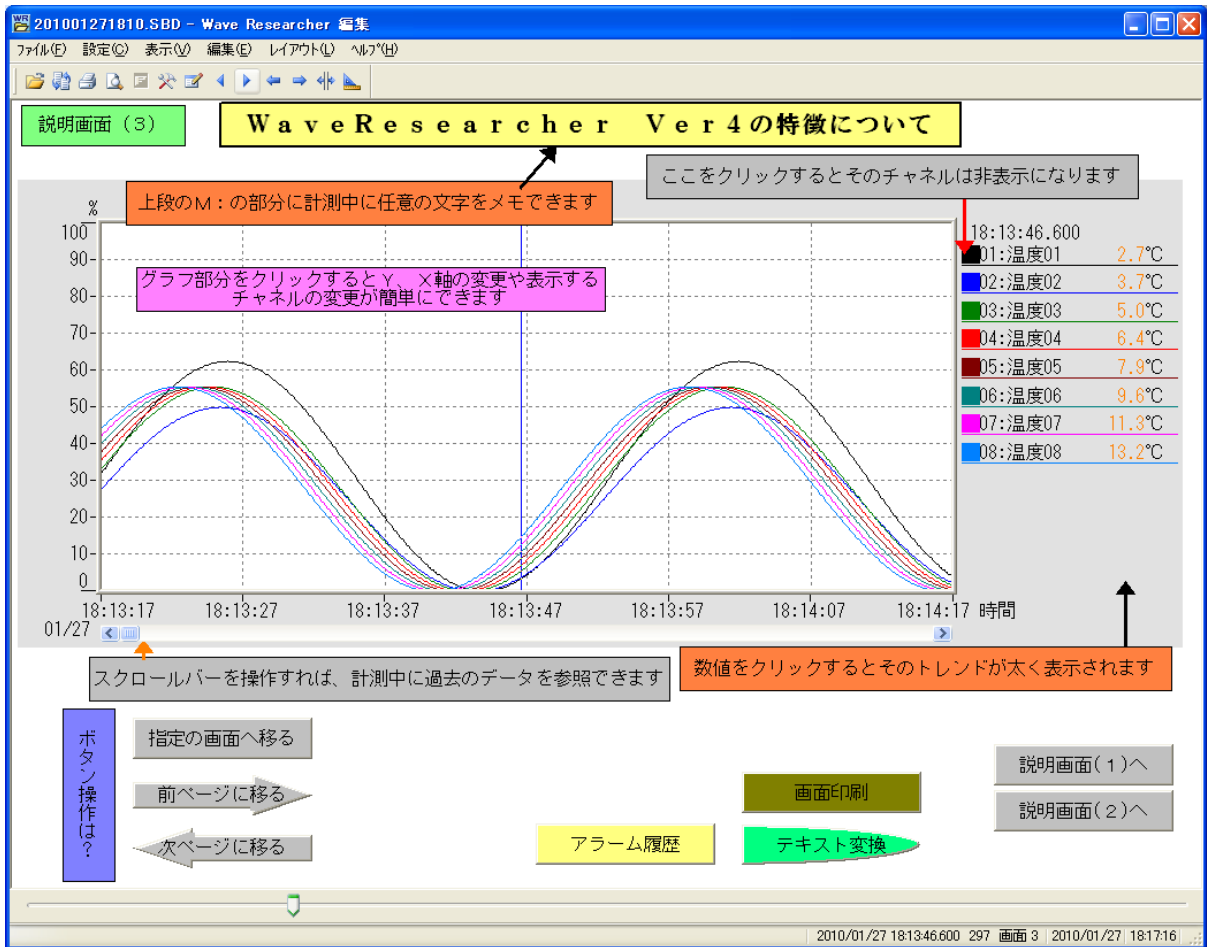 201001271810.SBD - Wave Researcher 編集
ファイル(F) 設定(C) 表示(V) 編集(E) レイアウト(L) ヘルプ(H)
説明画面（３）
ＷａｖｅＲｅｓｅａｒｃｈｅｒ　Ｖｅｒ４の特徴について
ここをクリックするとそのチャネルは非表示になります
上段のＭ：の部分に計測中に任意の文字をメモできます
%
グラフ部分をクリックするとＹ、Ｘ軸の変更や表示する
チャネルの変更が簡単にできます
100
90
80
70
60
50
40
30
20
10
0
18:13:46.600
01:温度01 2.7℃
02:温度02 3.7℃
03:温度03 5.0℃
04:温度04 6.4℃
05:温度05 7.9℃
06:温度06 9.6℃
07:温度07 11.3℃
08:温度08 13.2℃
18:13:17 18:13:27 18:13:37 18:13:47 18:13:57 18:14:07 18:14:17 時間
01/27
スクロールバーを操作すれば、計測中に過去のデータを参照できます
数値をクリックするとそのトレンドが太く表示されます
ボタン操作は？
指定の画面へ移る
前ページに移る
次ページに移る
アラーム履歴
画面印刷
テキスト変換
説明画面(１)へ
説明画面(２)へ
2010/01/27 18:13:46.600 297 画面 3 2010/01/27 18:17:16